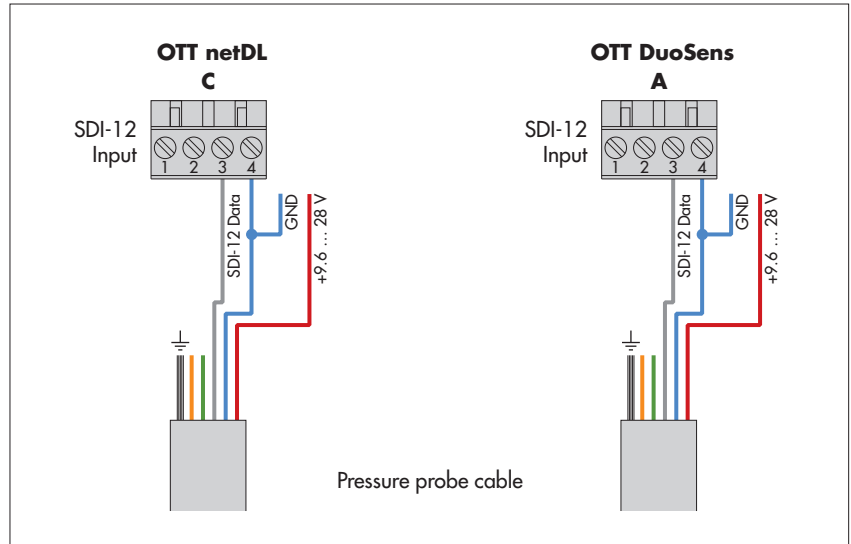 OTT netDL
C
SDI-12
Input
1 2 3 4
SDI-12 Data
GND
+9.6 ... 28 V
OTT DuoSens
A
SDI-12
Input
1 2 3 4
SDI-12 Data
GND
+9.6 ... 28 V
Pressure probe cable